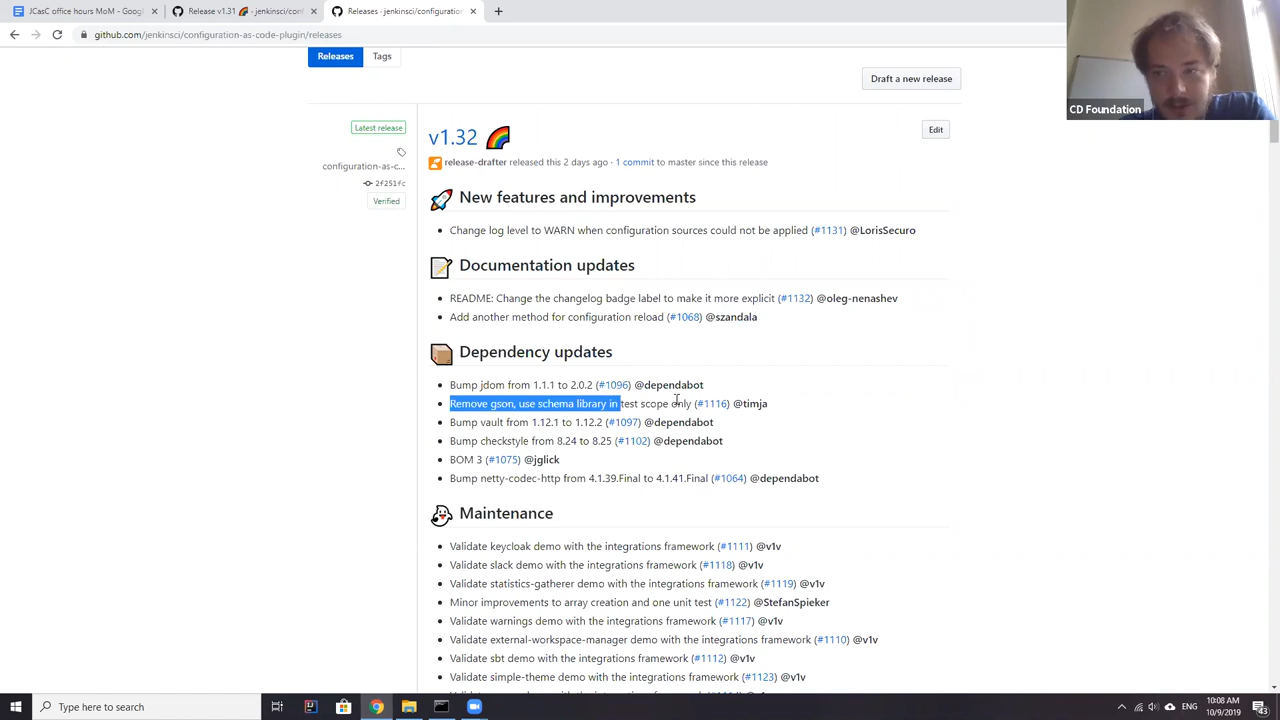 JCasC office hours MoM - Googl
Release v1.31 🌈 - jenkinsci/con
Releases · jenkinsci/configuratio
github.com/jenkinsci/configuration-as-code-plugin/releases
CD Foundation
Releases
Tags
Draft a new release
Latest release
configuration-as-c...
2f251fc
Verified
v1.32 🌈
Edit
release-drafter released this 2 days ago · 1 commit to master since this release
New features and improvements
Change log level to WARN when configuration sources could not be applied (#1131) @LorisSecuro
Documentation updates
README: Change the changelog badge label to make it more explicit (#1132) @oleg-nenashev
Add another method for configuration reload (#1068) @szandala
Dependency updates
Bump jdom from 1.1.1 to 2.0.2 (#1096) @dependabot
Remove gson, use schema library in test scope only (#1116) @timja
Bump vault from 1.12.1 to 1.12.2 (#1097) @dependabot
Bump checkstyle from 8.24 to 8.25 (#1102) @dependabot
BOM 3 (#1075) @jglick
Bump netty-codec-http from 4.1.39.Final to 4.1.41.Final (#1064) @dependabot
Maintenance
Validate keycloak demo with the integrations framework (#1111) @v1v
Validate slack demo with the integrations framework (#1118) @v1v
Validate statistics-gatherer demo with the integrations framework (#1119) @v1v
Minor improvements to array creation and one unit test (#1122) @StefanSpieker
Validate warnings demo with the integrations framework (#1117) @v1v
Validate external-workspace-manager demo with the integrations framework (#1110) @v1v
Validate sbt demo with the integrations framework (#1112) @v1v
Validate simple-theme demo with the integrations framework (#1123) @v1v
Type here to search
10:08 AM
10/9/2019
43